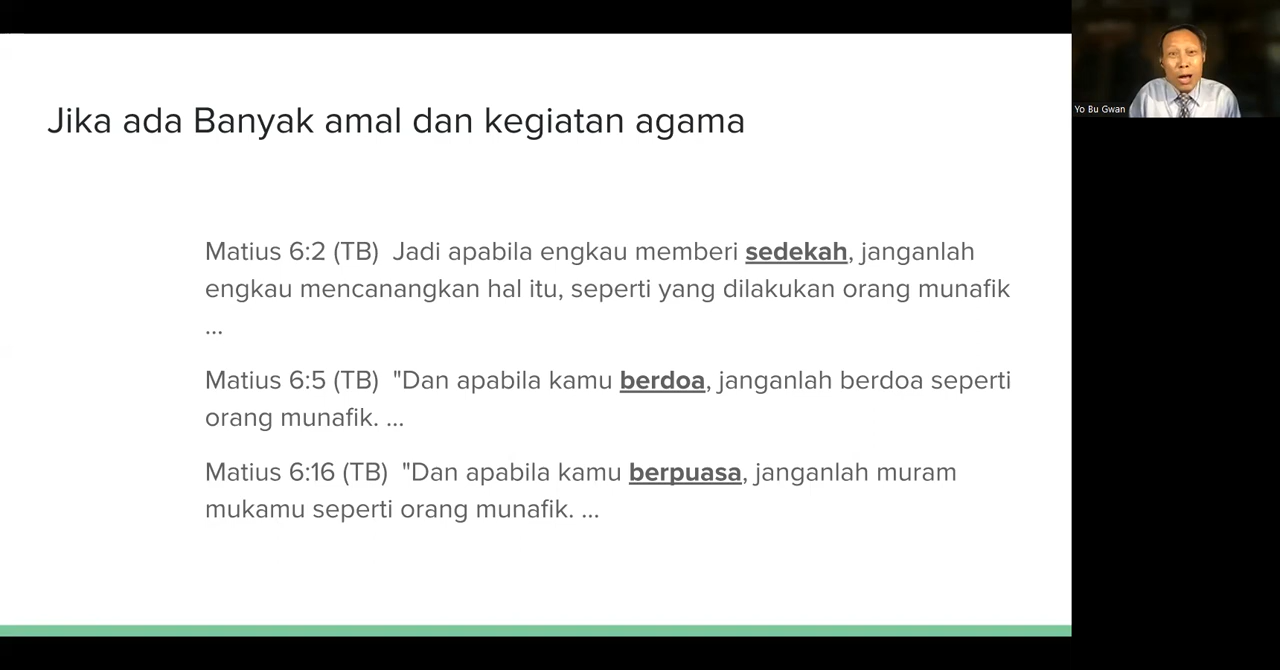 Jika ada Banyak amal dan kegiatan agama
Matius 6:2 (TB)  Jadi apabila engkau memberi sedekah, janganlah
engkau mencanangkan hal itu, seperti yang dilakukan orang munafik
...
Matius 6:5 (TB)  "Dan apabila kamu berdoa, janganlah berdoa seperti
orang munafik. ...
Matius 6:16 (TB)  "Dan apabila kamu berpuasa, janganlah muram
mukamu seperti orang munafik. ...
Yo Bu Gwan